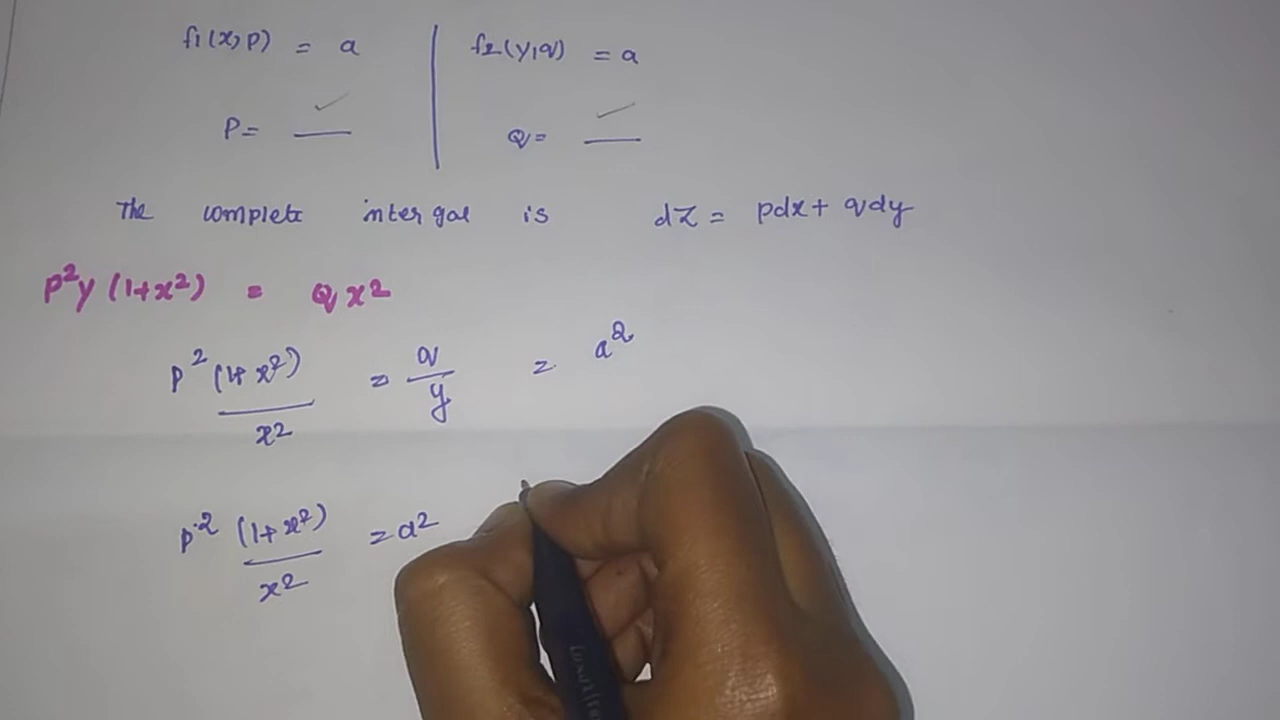 f1(x,p) = a f2(y,q) = a
P= Q=
The complete intergal is dz = pdx+ qdy
P²y (1+x²) = Qx²
p² (1+x²) / x² = q / y = a²
p² (1+x²) / x² = a²